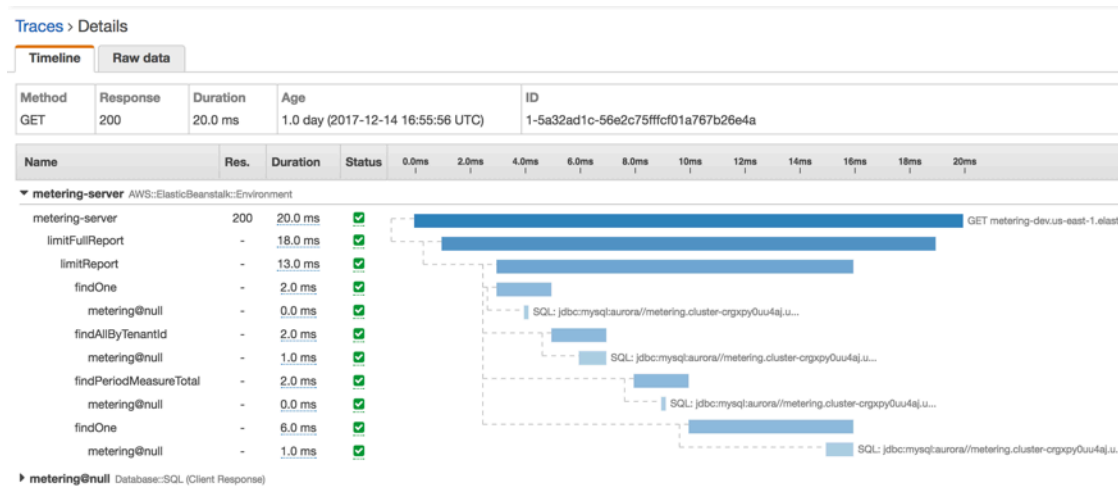 Traces > Details
Timeline Raw data
Method Response Duration Age ID
GET 200 20.0 ms 1.0 day (2017-12-14 16:55:56 UTC) 1-5a32ad1c-56e2c75fffcf01a767b26e4a
Name Res. Duration Status 0.0ms 2.0ms 4.0ms 6.0ms 8.0ms 10ms 12ms 14ms 16ms 18ms 20ms
metering-server AWS::ElasticBeanstalk::Environment
metering-server 200 20.0 ms GET metering-dev.us-east-1.elast
limitFullReport - 18.0 ms
limitReport - 13.0 ms
findOne - 2.0 ms
metering@null - 0.0 ms SQL: jdbc:mysql:aurora//metering.cluster-crgxpy0uu4aj.u...
findAllByTenantId - 2.0 ms
metering@null - 1.0 ms SQL: jdbc:mysql:aurora//metering.cluster-crgxpy0uu4aj.u...
findPeriodMeasureTotal - 2.0 ms
metering@null - 0.0 ms SQL: jdbc:mysql:aurora//metering.cluster-crgxpy0uu4aj.u...
findOne - 6.0 ms
metering@null - 1.0 ms SQL: jdbc:mysql:aurora//metering.cluster-crgxpy0uu4aj.u.
metering@null Database::SQL (Client Response)